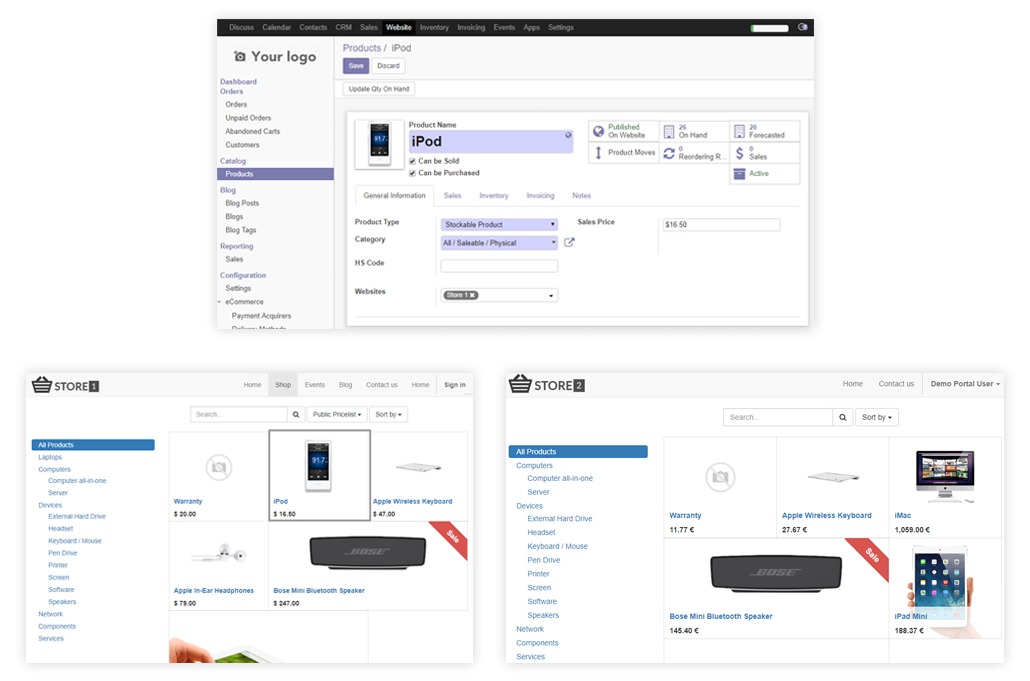 Discuss Calendar Contacts CRM Sales Website Inventory Invoicing Events Apps Settings
Your logo
Dashboard
Orders
Orders
Unpaid Orders
Abandoned Carts
Customers
Catalog
Products
Blog
Blog Posts
Blogs
Blog Tags
Reporting
Sales
Configuration
Settings
eCommerce
Payment Acquirers
Delivery Methods
Products / iPod
Save Discard
Update Qty On Hand
Product Name
iPod
Can be Sold
Can be Purchased
Published On Website
26 On Hand
26 Forecasted
Product Moves
0 Reordering R...
0 Sales
Active
General Information Sales Inventory Invoicing Notes
Product Type Stockable Product
Sales Price $16.50
Category All / Saleable / Physical
HS Code
Websites Store 1
STORE 1
Home Shop Events Blog Contact us Home Sign in
Search... Public Pricelist Sort by
All Products
Laptops
Computers
Computer all-in-one
Server
Devices
External Hard Drive
Headset
Keyboard / Mouse
Pen Drive
Printer
Screen
Software
Speakers
Network
Components
Services
91.7
Warranty
$ 20.00
iPod
$ 16.50
Apple Wireless Keyboard
$ 47.00
Sale
BOSE
Apple In-Ear Headphones
$ 79.00
Bose Mini Bluetooth Speaker
$ 247.00
STORE 2
Home Contact us Demo Portal User
Search... Sort by
All Products
Computers
Computer all-in-one
Server
Devices
External Hard Drive
Headset
Keyboard / Mouse
Pen Drive
Printer
Screen
Software
Speakers
Network
Components
Services
Warranty
11.77 €
Apple Wireless Keyboard
27.67 €
iMac
1,059.00 €
Sale
BOSE
Bose Mini Bluetooth Speaker
145.40 €
iPad Mini
188.37 €